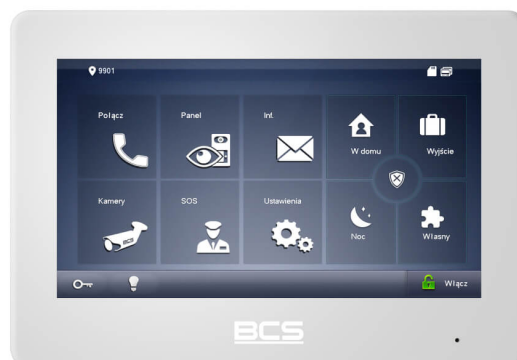 9901
Połącz
Panel
Inf.
W domu
Wyjście
Kamery
SOS
Ustawienia
Noc
Własny
Włącz
BCS